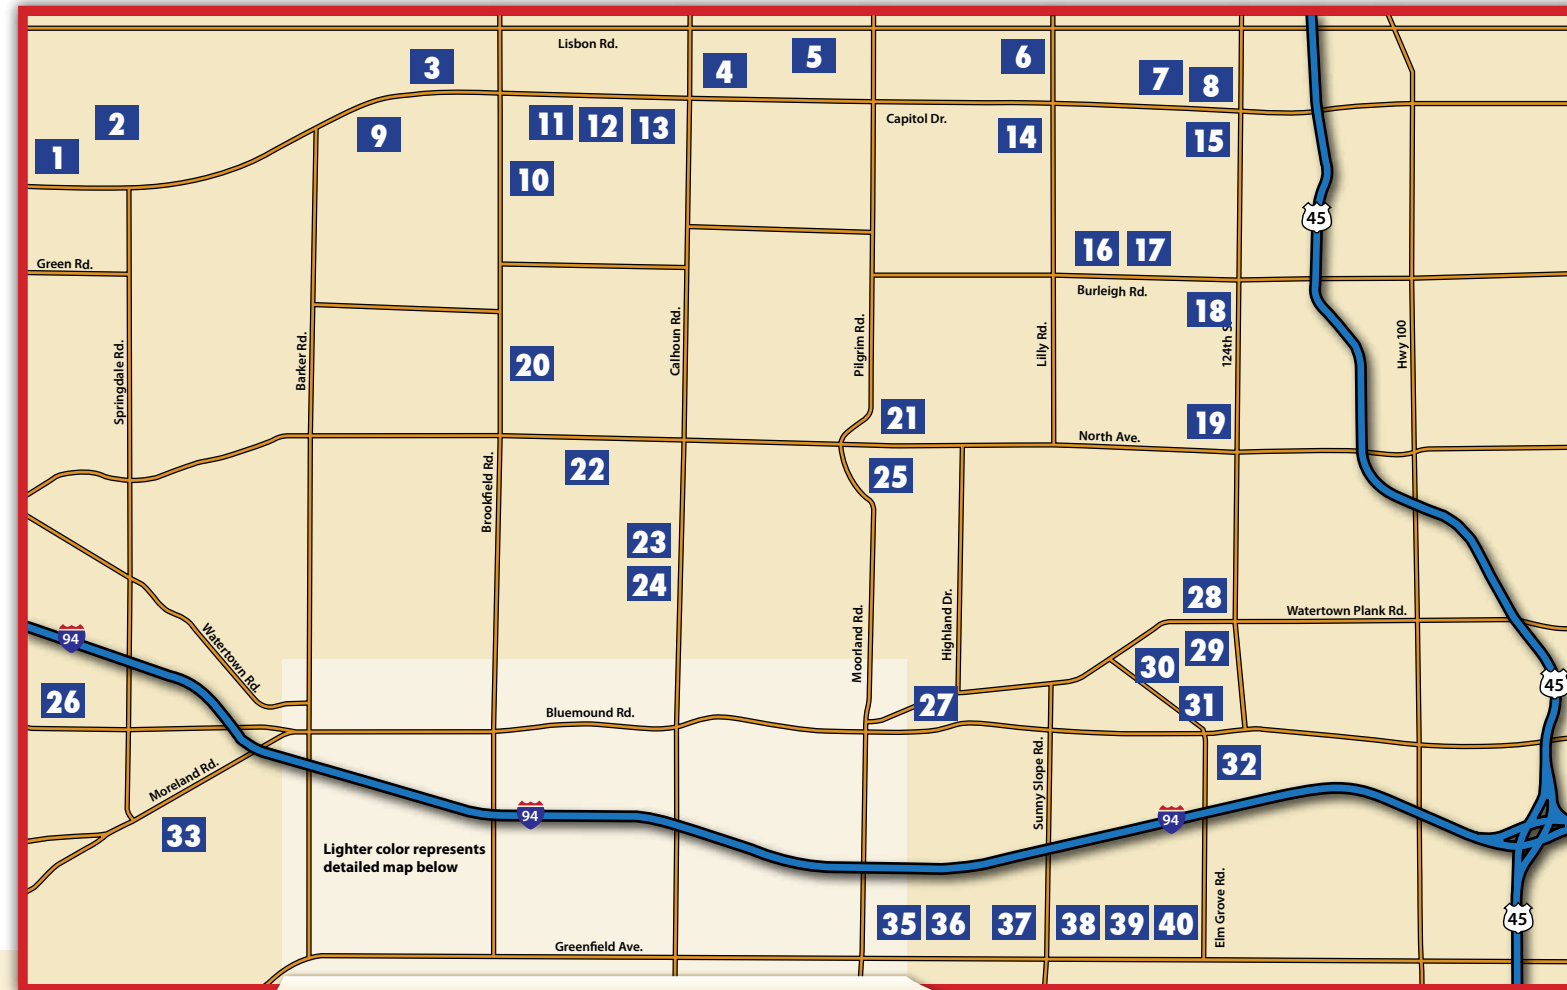 Lisbon Rd.
3
4
5
6
7
8
2
1
9
11
12
13
Capitol Dr.
14
15
10
45
16
17
Green Rd.
Burleigh Rd.
18
Springdale Rd.
Barker Rd.
20
Calhoun Rd.
Pilgrim Rd.
Lilly Rd.
124th S
Hwy 100
21
19
North Ave.
22
Brookfield Rd.
25
23
24
28
Watertown Plank Rd.
94
Watertown Rd.
Moorland Rd.
Highland Dr.
29
30
45
26
27
31
Bluemound Rd.
32
Moreland Rd.
Sunny Slope Rd.
94
94
33
Lighter color represents
detailed map below
35
36
37
38
39
40
Elm Grove Rd.
45
Greenfield Ave.